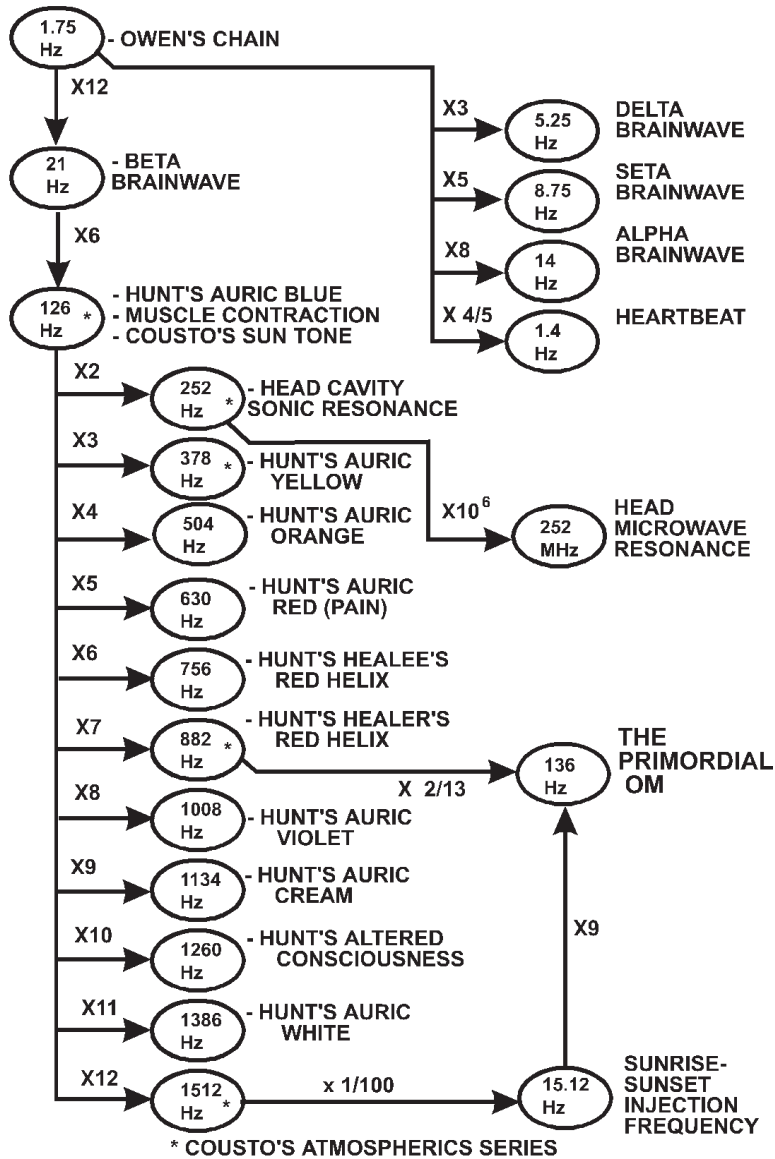 1.75
Hz
- OWEN'S CHAIN
X12
X3
5.25
Hz
DELTA
BRAINWAVE
21
Hz
- BETA
BRAINWAVE
X5
8.75
Hz
SETA
BRAINWAVE
X6
X8
14
Hz
ALPHA
BRAINWAVE
126
Hz *
- HUNT'S AURIC BLUE
- MUSCLE CONTRACTION
- COUSTO'S SUN TONE
X 4/5
1.4
Hz
HEARTBEAT
X2
252
Hz *
- HEAD CAVITY
SONIC RESONANCE
X3
378
Hz *
- HUNT'S AURIC
YELLOW
X4
504
Hz
- HUNT'S AURIC
ORANGE
X10⁶
252
MHz
HEAD
MICROWAVE
RESONANCE
X5
630
Hz
- HUNT'S AURIC
RED (PAIN)
X6
756
Hz
- HUNT'S HEALEE'S
RED HELIX
X7
882
Hz *
- HUNT'S HEALER'S
RED HELIX
X 2/13
136
Hz
THE
PRIMORDIAL
OM
X8
1008
Hz
- HUNT'S AURIC
VIOLET
X9
1134
Hz
- HUNT'S AURIC
CREAM
X9
X10
1260
Hz
- HUNT'S ALTERED
CONSCIOUSNESS
X11
1386
Hz
- HUNT'S AURIC
WHITE
X12
1512
Hz *
x 1/100
15.12
Hz
SUNRISE-
SUNSET
INJECTION
FREQUENCY
* COUSTO'S ATMOSPHERICS SERIES